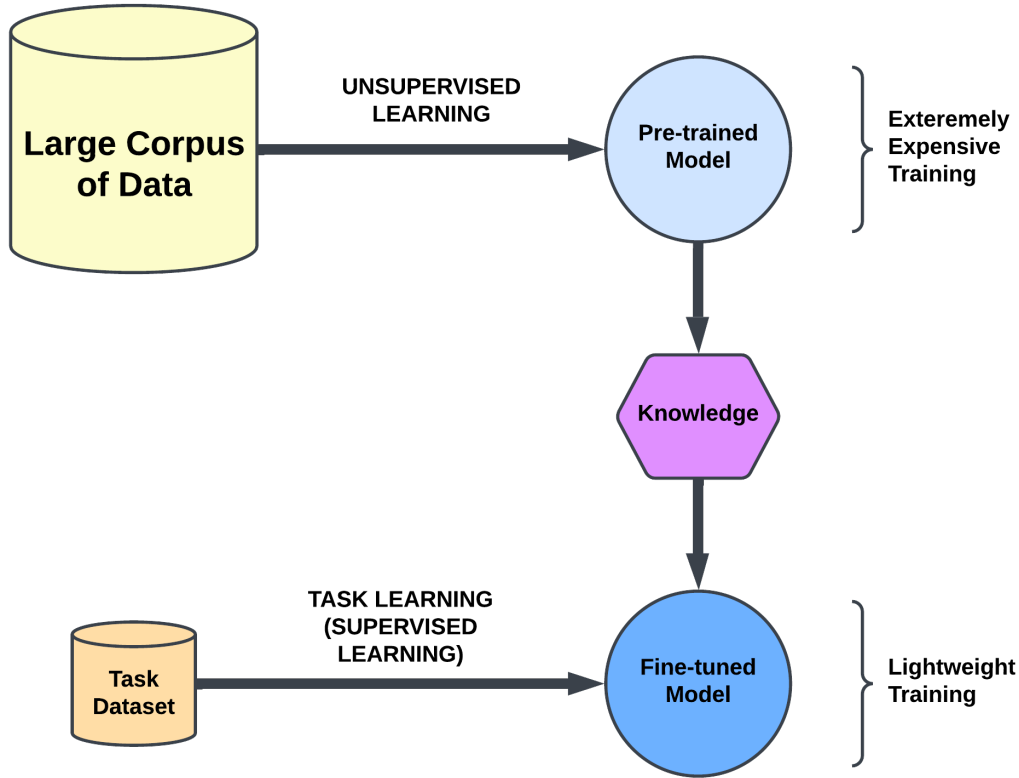 UNSUPERVISED
LEARNING
Large Corpus
of Data
Pre-trained
Model
Exteremely
Expensive
Training
Knowledge
TASK LEARNING
(SUPERVISED
LEARNING)
Task
Dataset
Fine-tuned
Model
Lightweight
Training